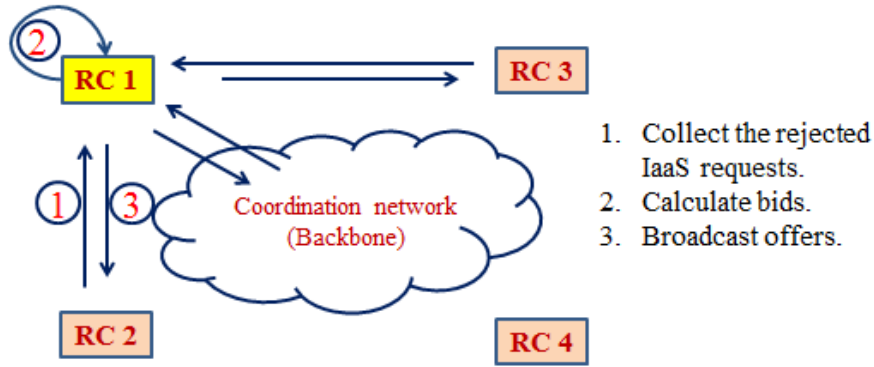 2
RC 1
RC 3
1. Collect the rejected
IaaS requests.
2. Calculate bids.
3. Broadcast offers.
1
3
Coordination network
(Backbone)
RC 2
RC 4